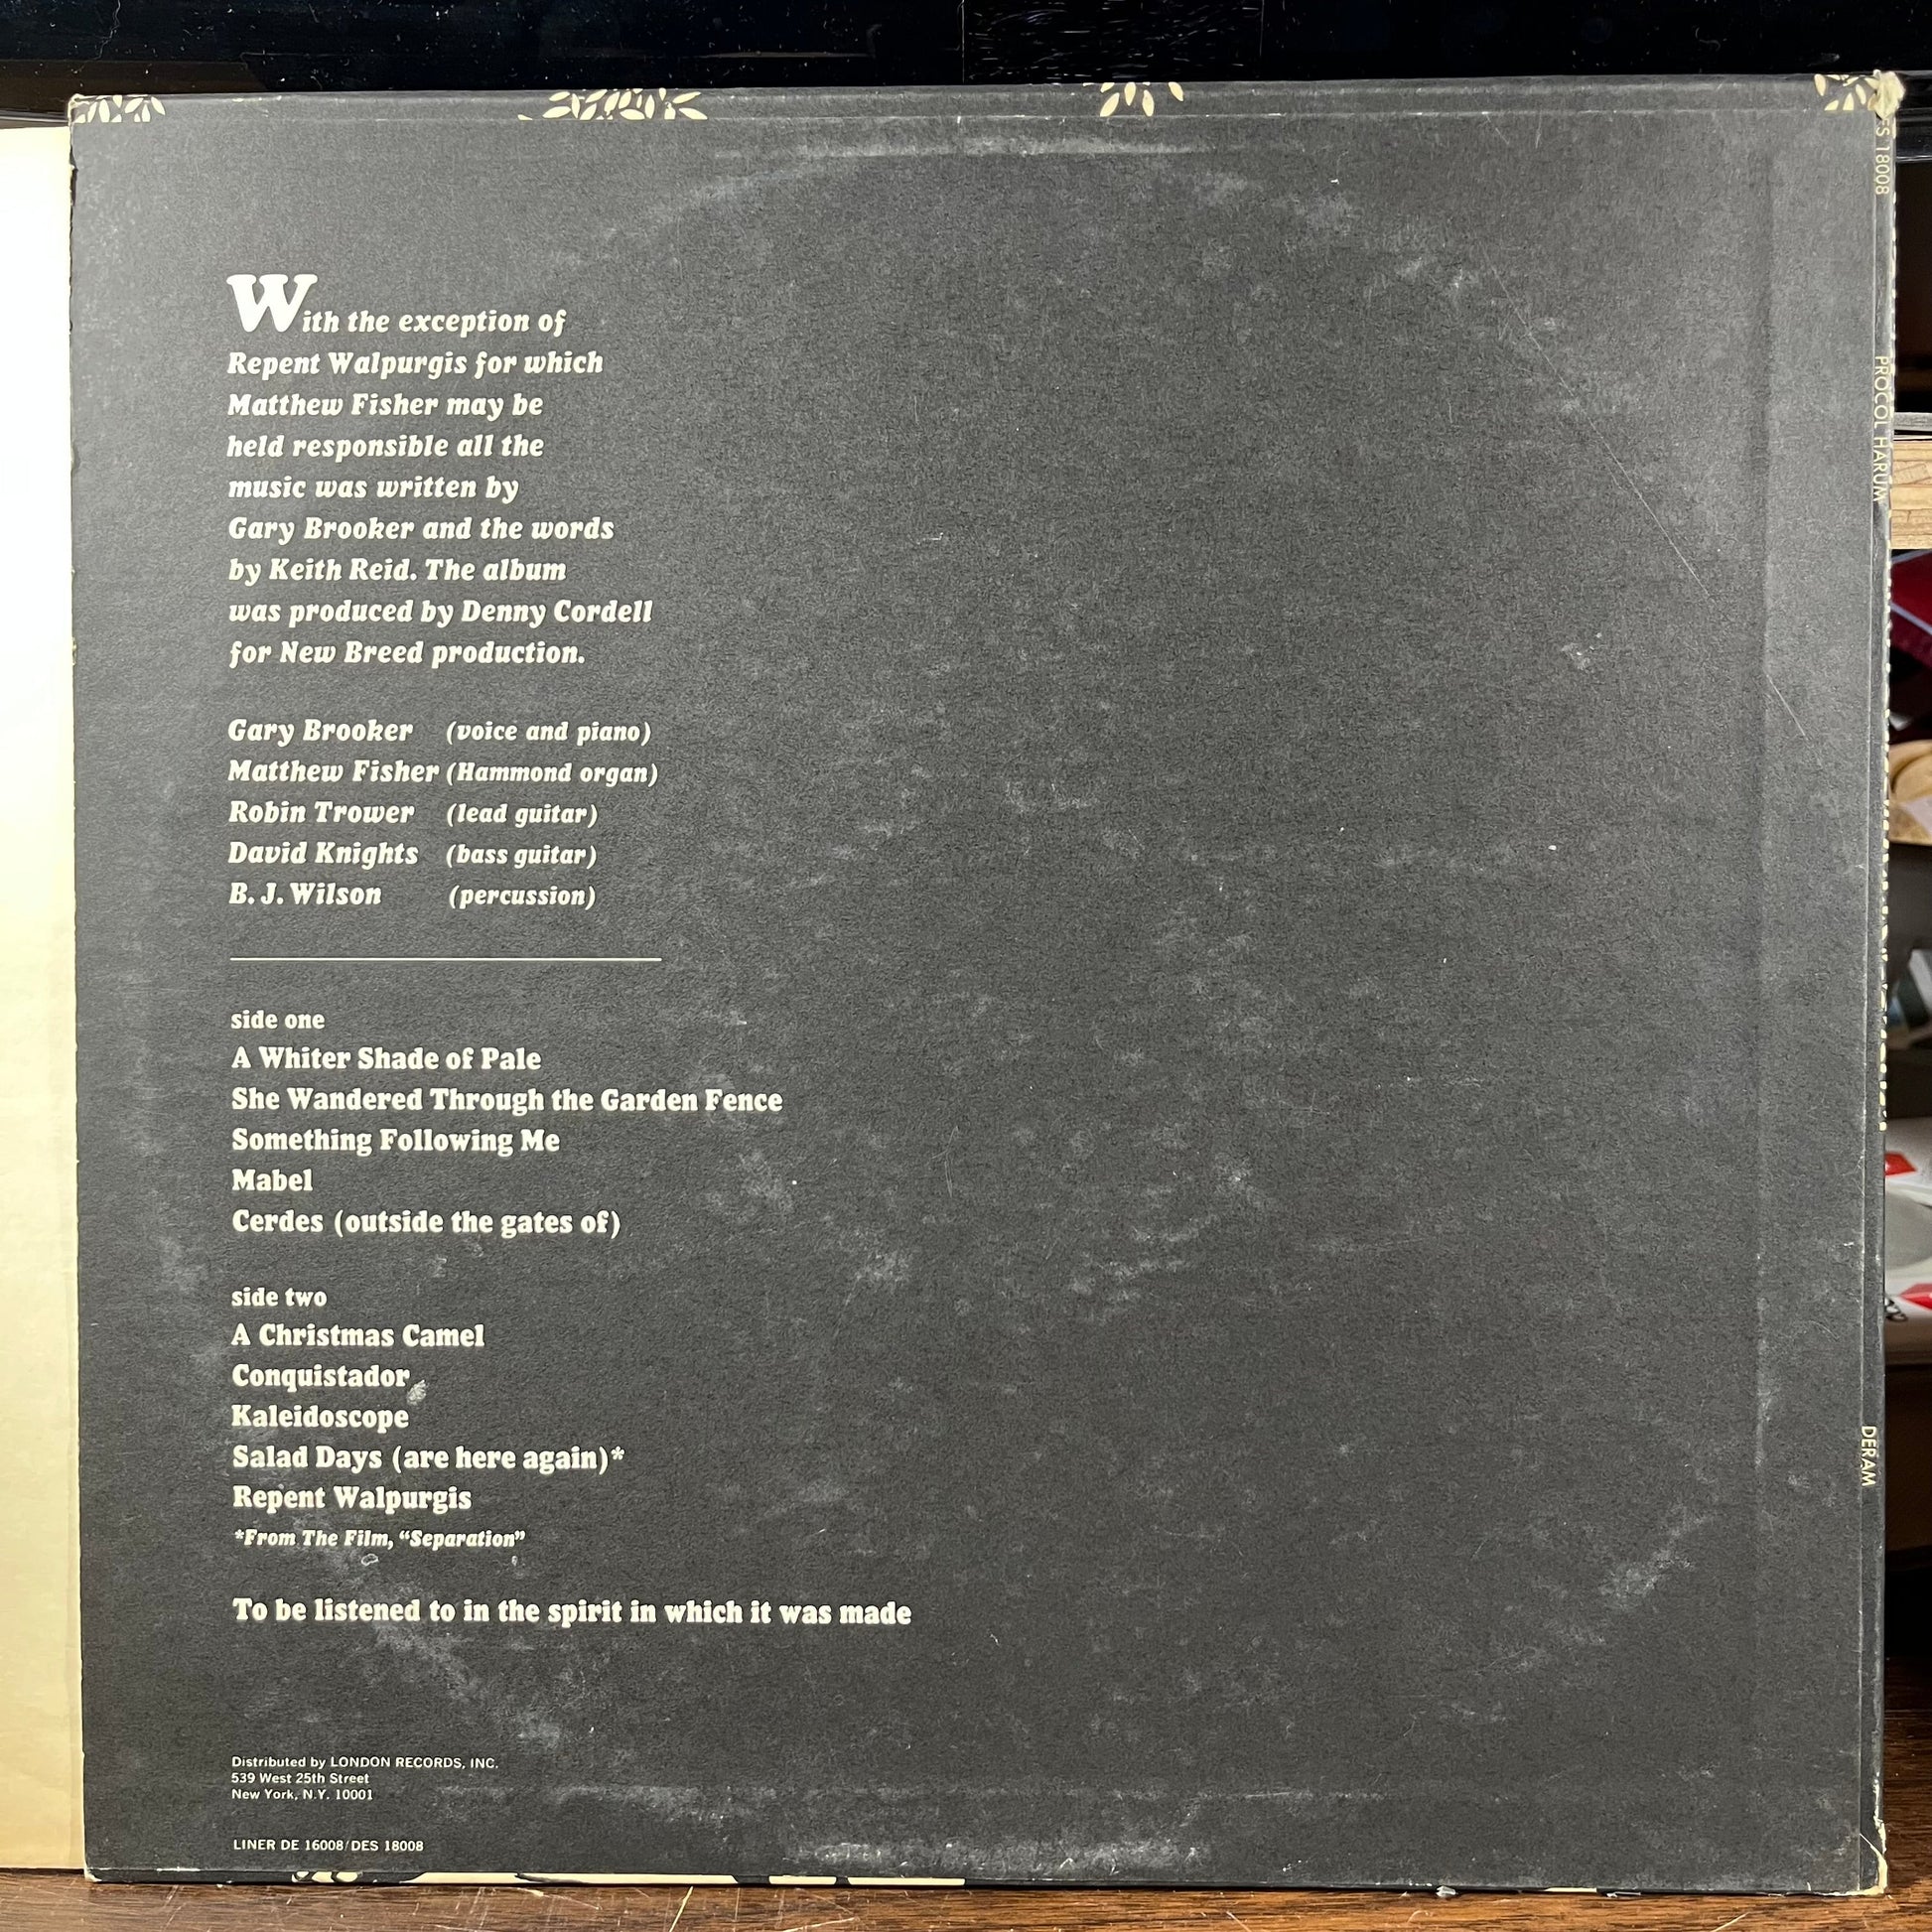 With the exception of
Repent Walpurgis for which
Matthew Fisher may be
held responsible all the
music was written by
Gary Brooker and the words
by Keith Reid. The album
was produced by Denny Cordell
for New Breed production.
Gary Brooker (voice and piano)
Matthew Fisher (Hammond organ)
Robin Trower (lead guitar)
David Knights (bass guitar)
B. J. Wilson (percussion)
side one
A Whiter Shade of Pale
She Wandered Through the Garden Fence
Something Following Me
Mabel
Cerdes (outside the gates of)
side two
A Christmas Camel
Conquistador
Kaleidoscope
Salad Days (are here again)*
Repent Walpurgis
*From The Film, “Separation”
To be listened to in the spirit in which it was made
Distributed by LONDON RECORDS, INC.
539 West 25th Street
New York, N.Y. 10001
LINER DE 16008/DES 18008
18008
PROCOL HARUM
DERAM